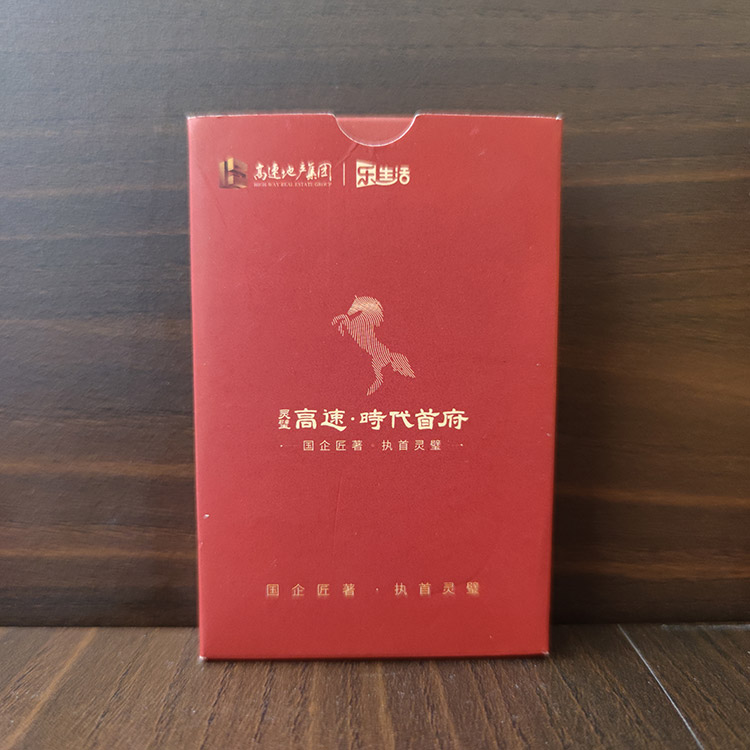 高速地产集团 | 乐生活
HIGH WAY REAL ESTATE GROUP
灵璧 高速·時代首府
·国企匠著·执首灵璧·
国企匠著·执首灵璧